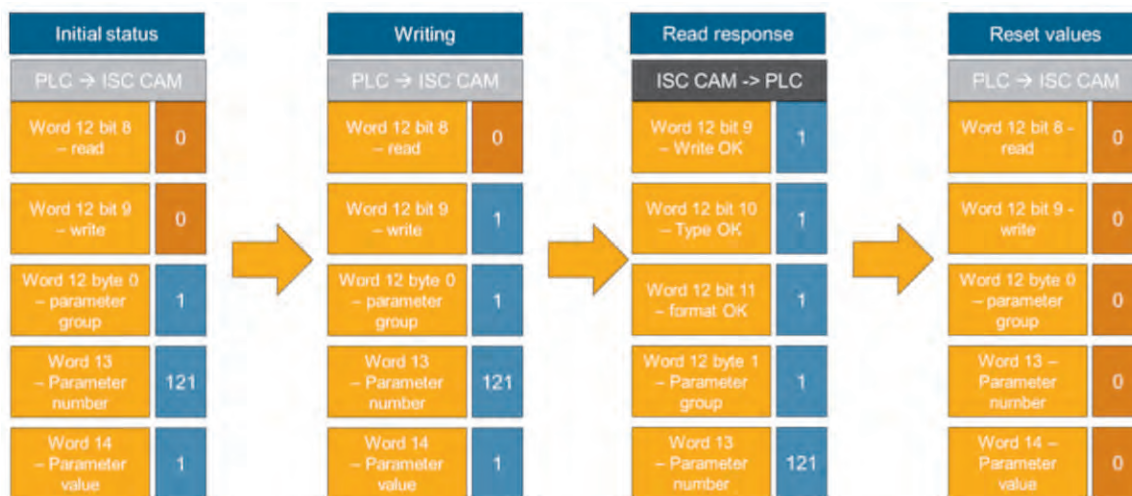 Initial status
PLC → ISC CAM
Word 12 bit 8
– read
0
Word 12 bit 9
– write
0
Word 12 byte 0
– parameter
group
1
Word 13
– Parameter
number
121
Word 14
– Parameter
value
1
Writing
PLC → ISC CAM
Word 12 bit 8
– read
0
Word 12 bit 9
– write
1
Word 12 byte 0
– parameter
group
1
Word 13
– Parameter
number
121
Word 14
– Parameter
value
1
Read response
ISC CAM -> PLC
Word 12 bit 9
– Write OK
1
Word 12 bit 10
– Type OK
1
Word 12 bit 11
– format OK
1
Word 12 byte 1
– Parameter
group
1
Word 13
– Parameter
number
121
Reset values
PLC → ISC CAM
Word 12 bit 8 -
read
0
Word 12 bit 9 -
write
0
Word 12 byte 0
– parameter
group
0
Word 13 –
Parameter
number
0
Word 14 –
Parameter
value
0